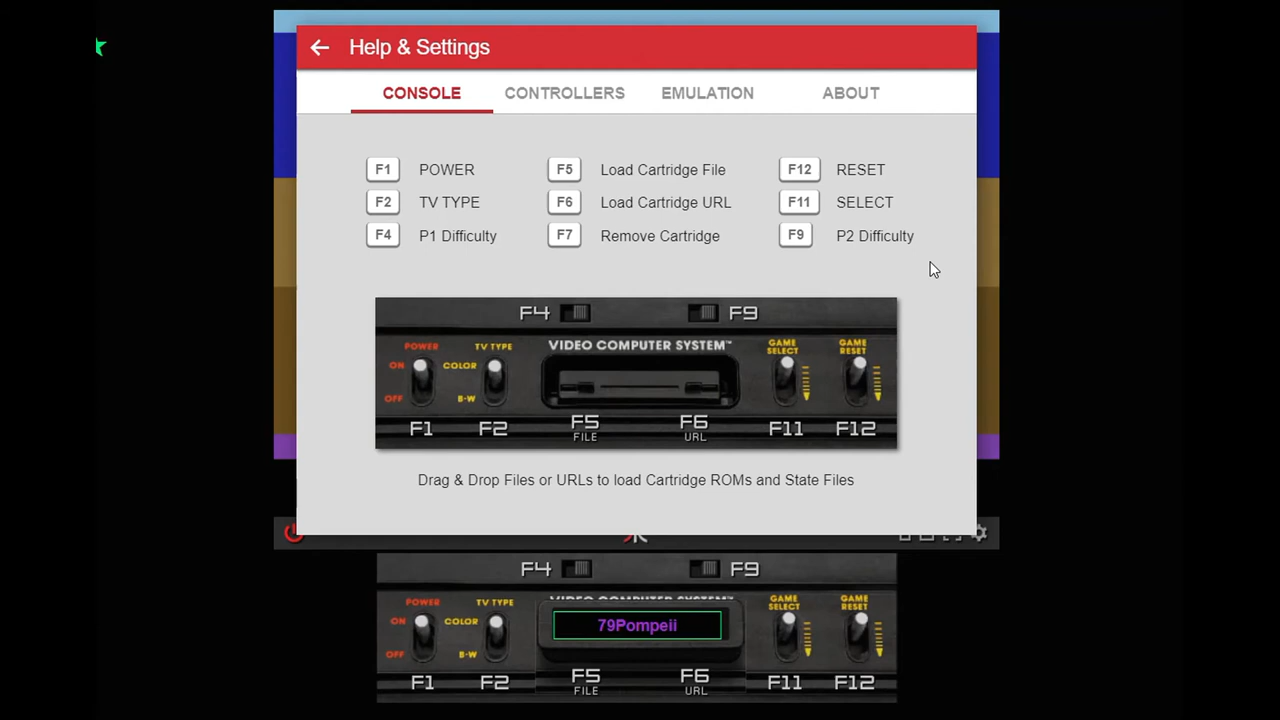 Help & Settings
CONSOLE CONTROLLERS EMULATION ABOUT
F1 POWER F5 Load Cartridge File F12 RESET
F2 TV TYPE F6 Load Cartridge URL F11 SELECT
F4 P1 Difficulty F7 Remove Cartridge F9 P2 Difficulty
F4 F9
POWER TV TYPE VIDEO COMPUTER SYSTEM™ GAME SELECT GAME RESET
ON COLOR
OFF B-W
F1 F2 F5 F6 F11 F12
FILE URL
Drag & Drop Files or URLs to load Cartridge ROMs and State Files
F4 F9
POWER TV TYPE VIDEO COMPUTER SYSTEM™ GAME SELECT GAME RESET
ON COLOR 79Pompeii
OFF B-W
F1 F2 F5 F6 F11 F12
FILE URL